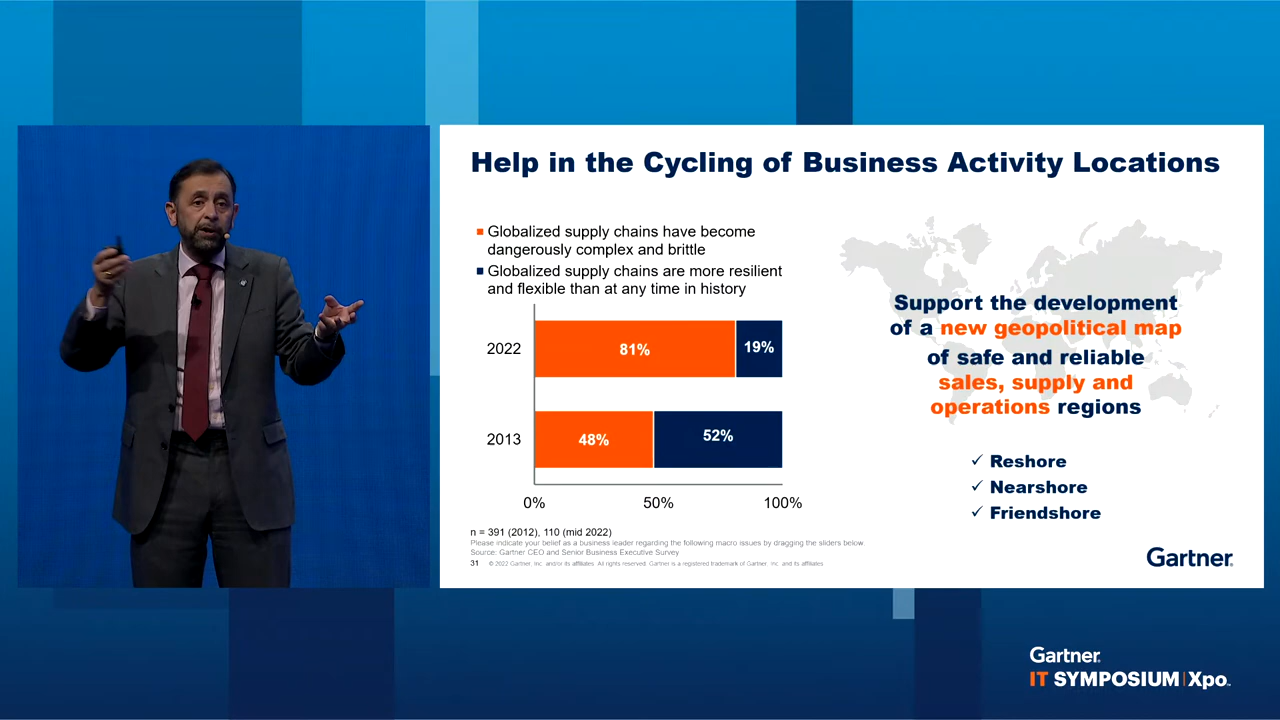 Help in the Cycling of Business Activity Locations
Globalized supply chains have become
dangerously complex and brittle
Globalized supply chains are more resilient
and flexible than at any time in history
2022
81%
19%
2013
48%
52%
0%
50%
100%
n = 391 (2012), 110 (mid 2022)
Please indicate your belief as a business leader regarding the following macro issues by dragging the sliders below.
Source: Gartner CEO and Senior Business Executive Survey
31 © 2022 Gartner, Inc. and/or its affiliates. All rights reserved. Gartner is a registered trademark of Gartner, Inc. and its affiliates
Support the development
of a new geopolitical map
of safe and reliable
sales, supply and
operations regions
✓ Reshore
✓ Nearshore
✓ Friendshore
Gartner®
Gartner®
IT SYMPOSIUM | Xpo™